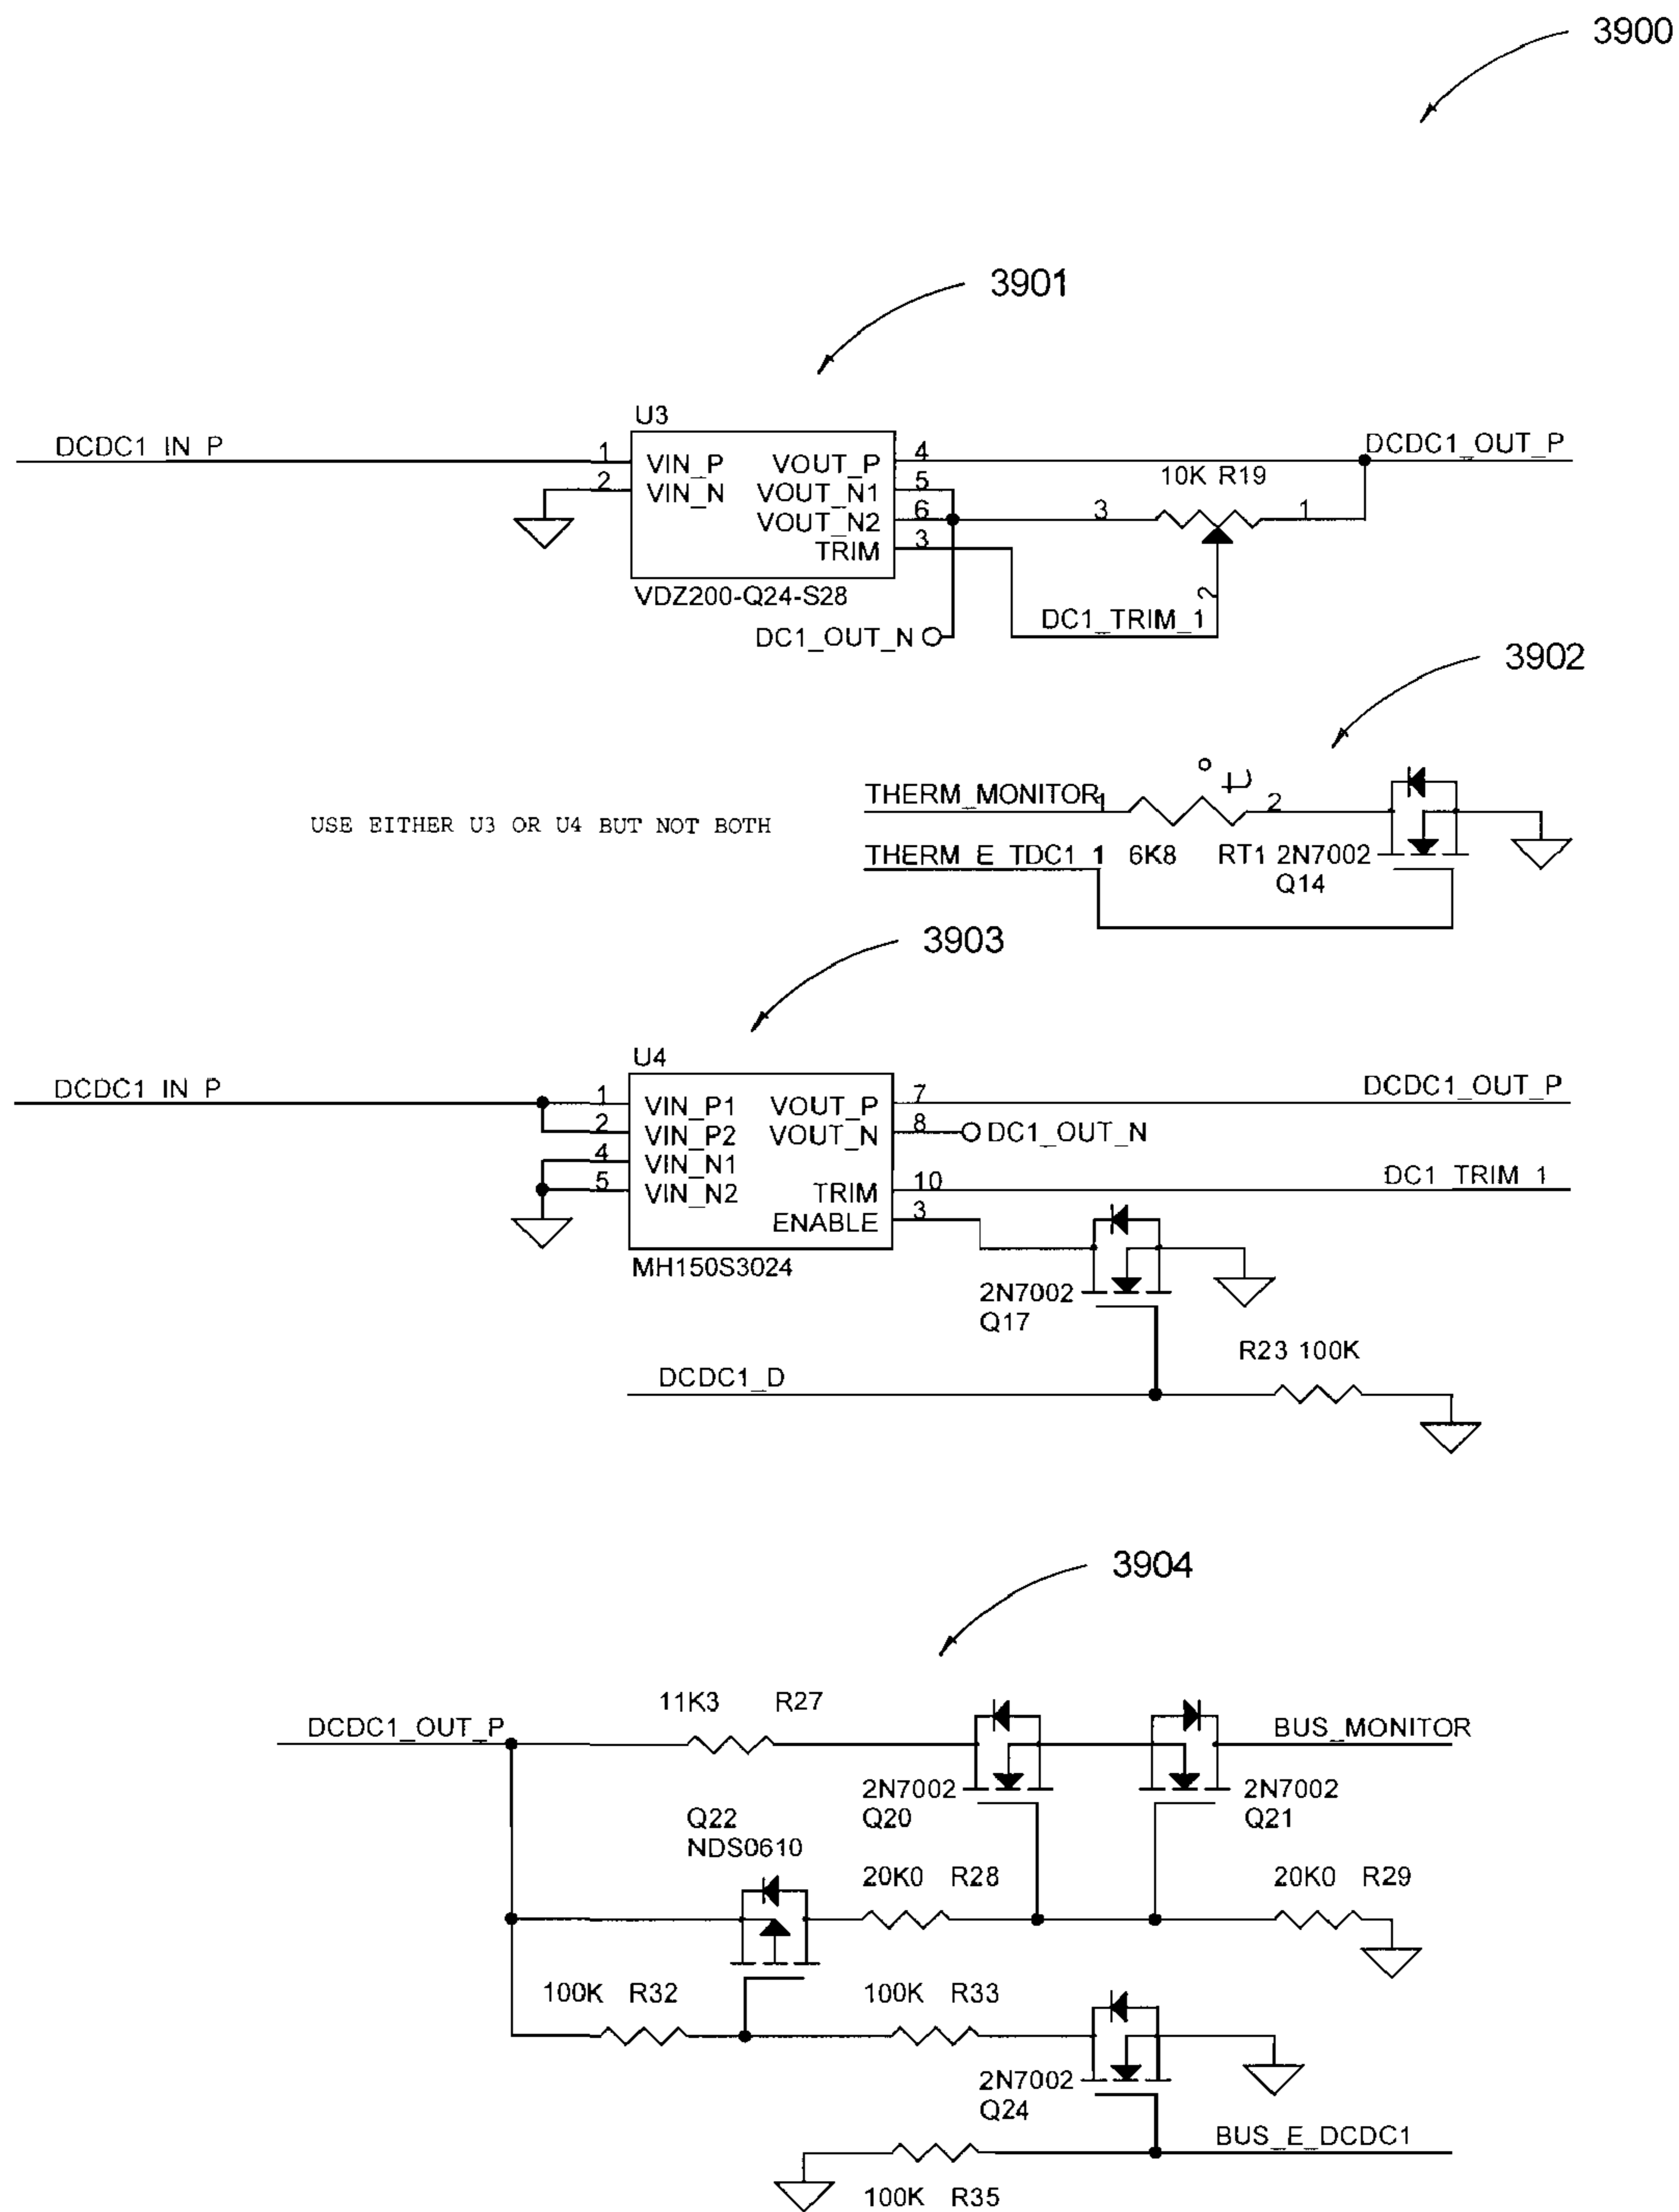 3900
3901
U3
DCDC1_IN_P
1 VIN_P VOUT_P 4
DCDC1_OUT_P
2 VIN_N VOUT_N1 5
10K R19
VOUT_N2 6
3 1
TRIM 3
2
VDZ200-Q24-S28
DC1_TRIM_1
DC1_OUT_N
3902
t°
THERM_MONITOR 1 2
USE EITHER U3 OR U4 BUT NOT BOTH
THERM_E_TDC1_1 6K8 RT1 2N7002
Q14
3903
U4
DCDC1_IN_P
1 VIN_P1 VOUT_P 7
DCDC1_OUT_P
2 VIN_P2 VOUT_N 8 DC1_OUT_N
4 VIN_N1
5 VIN_N2 TRIM 10
DC1_TRIM_1
ENABLE 3
MH150S3024
2N7002
Q17
R23 100K
DCDC1_D
3904
11K3 R27
DCDC1_OUT_P
BUS_MONITOR
2N7002
Q20
2N7002
Q21
Q22
NDS0610
20K0 R28
20K0 R29
100K R32
100K R33
2N7002
Q24
BUS_E_DCDC1
100K R35